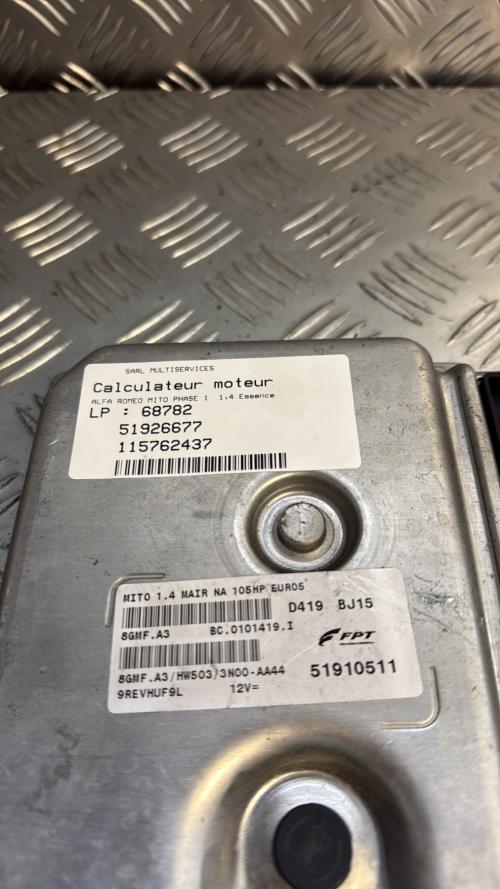 SARL MULTISERVICES
Calculateur moteur
ALFA ROMEO MITO PHASE 1 1.4 Essence
LP : 68782
51926677
115762437
MITO 1.4 MAIR NA 105HP EURO5
D419 BJ15
8GMF.A3 BC.0101419.I
FPT
8GMF.A3/HW503/3N00-AA44
51910511
9REVHUF9L 12V=